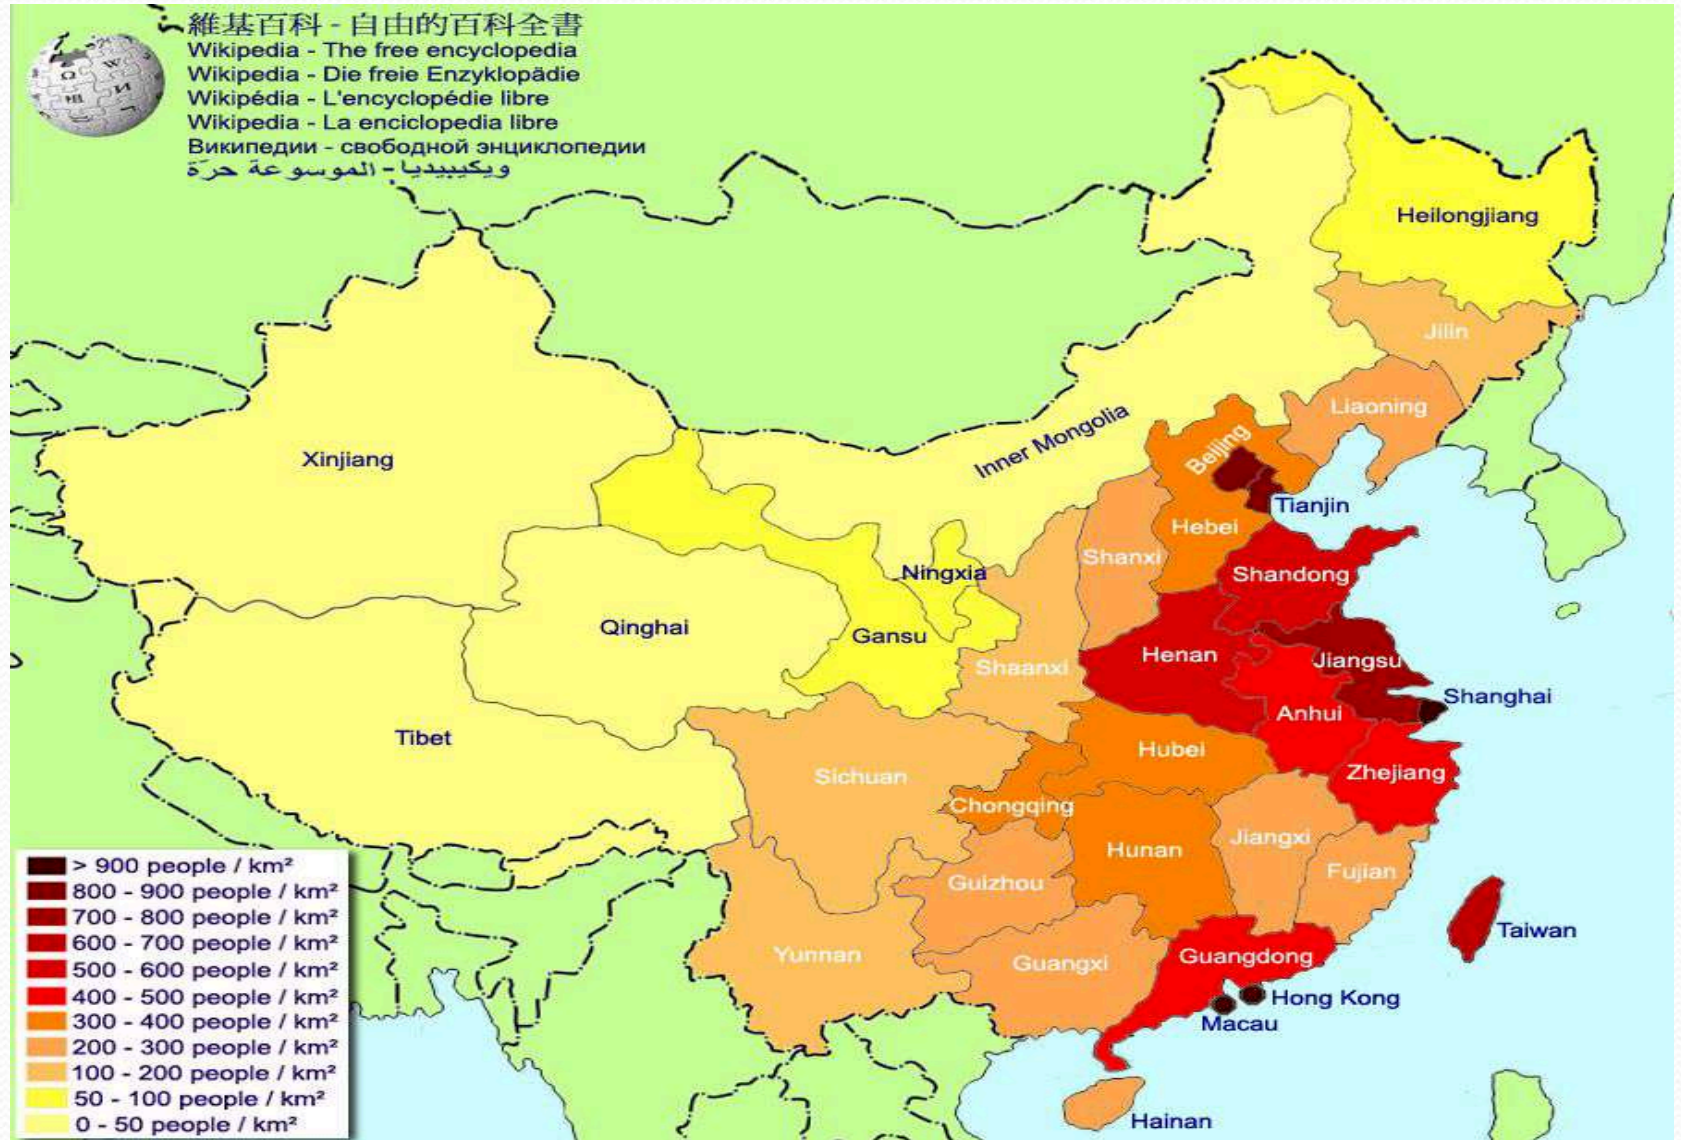 維基百科 - 自由的百科全書
Wikipedia - The free encyclopedia
Wikipedia - Die freie Enzyklopädie
Wikipédia - L'encyclopédie libre
Wikipedia - La enciclopedia libre
Википедии - свободной энциклопедии
ويكيبيديا - الموسوعة حرّة
Heilongjiang
Jilin
Liaoning
Inner Mongolia
Beijing
Xinjiang
Tianjin
Hebei
Shanxi
Ningxia
Shandong
Qinghai
Gansu
Shaanxi
Henan
Jiangsu
Shanghai
Anhui
Tibet
Hubei
Sichuan
Zhejiang
Chongqing
Jiangxi
Hunan
Fujian
Guizhou
Taiwan
Yunnan
Guangxi
Guangdong
Hong Kong
Macau
Hainan
> 900 people / km²
800 - 900 people / km²
700 - 800 people / km²
600 - 700 people / km²
500 - 600 people / km²
400 - 500 people / km²
300 - 400 people / km²
200 - 300 people / km²
100 - 200 people / km²
50 - 100 people / km²
0 - 50 people / km²